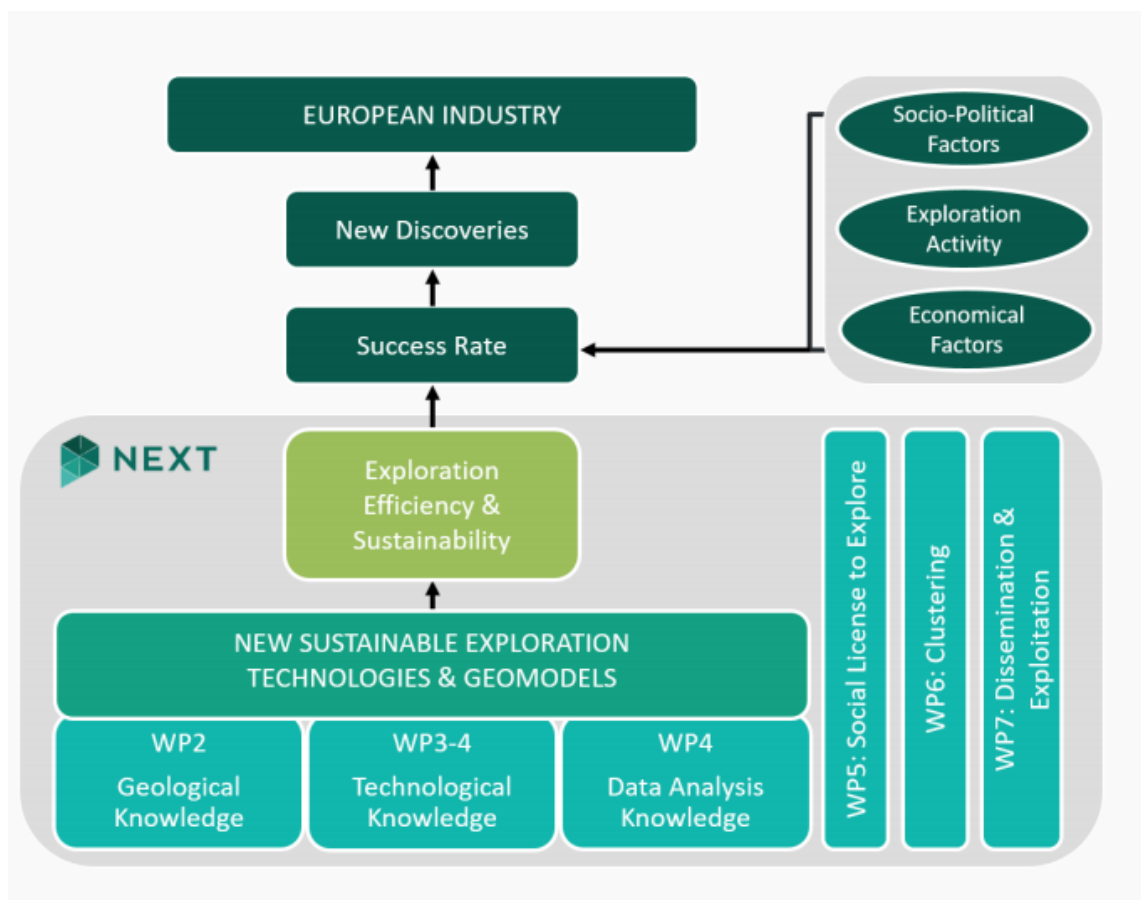 EUROPEAN INDUSTRY
New Discoveries
Success Rate
Socio-Political
Factors
Exploration
Activity
Economical
Factors
NEXT
Exploration
Efficiency &
Sustainability
NEW SUSTAINABLE EXPLORATION
TECHNOLOGIES & GEOMODELS
WP2
Geological
Knowledge
WP3-4
Technological
Knowledge
WP4
Data Analysis
Knowledge
WP5: Social License to Explore
WP6: Clustering
WP7: Dissemination &
Exploitation